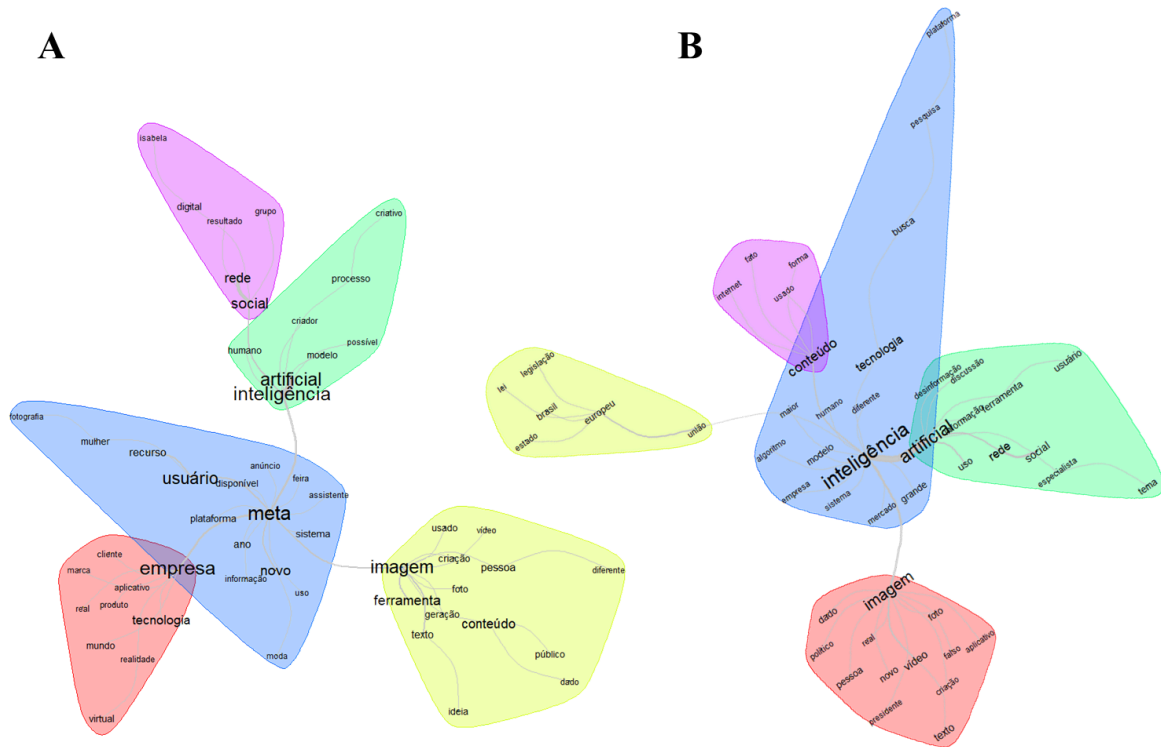 A
isabela
digital
grupo
resultado
rede
social
criativo
processo
criador
humano
modelo
possível
artificial
inteligência
fotografia
mulher
recurso
usuário
disponível
anúncio
feira
assistente
meta
plataforma
sistema
ano
novo
informação
uso
moda
empresa
cliente
marca
aplicativo
real
produto
tecnologia
mundo
realidade
virtual
usado
vídeo
criação
imagem
pessoa
diferente
foto
ferramenta
geração
texto
conteúdo
público
dado
ideia
B
plataforma
pesquisa
busca
fato
forma
internet
usado
conteúdo
tecnologia
legislação
lei
brasil
europeu
estado
união
maior
humano
diferente
algoritmo
modelo
inteligência
empresa
sistema
mercado
grande
artificial
desinformação
discussão
usuário
ferramenta
rede
social
uso
especialista
tema
imagem
dado
foto
político
real
falso
aplicativo
pessoa
novo
vídeo
criação
presidente
texto